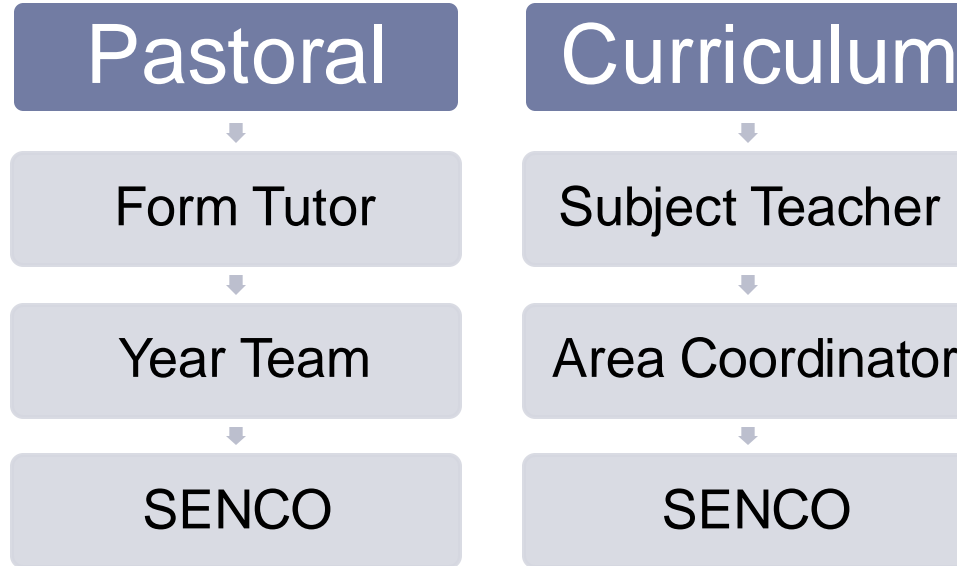 Pastoral
Form Tutor
Year Team
SENCO
Curriculum
Subject Teacher
Area Coordinator
SENCO